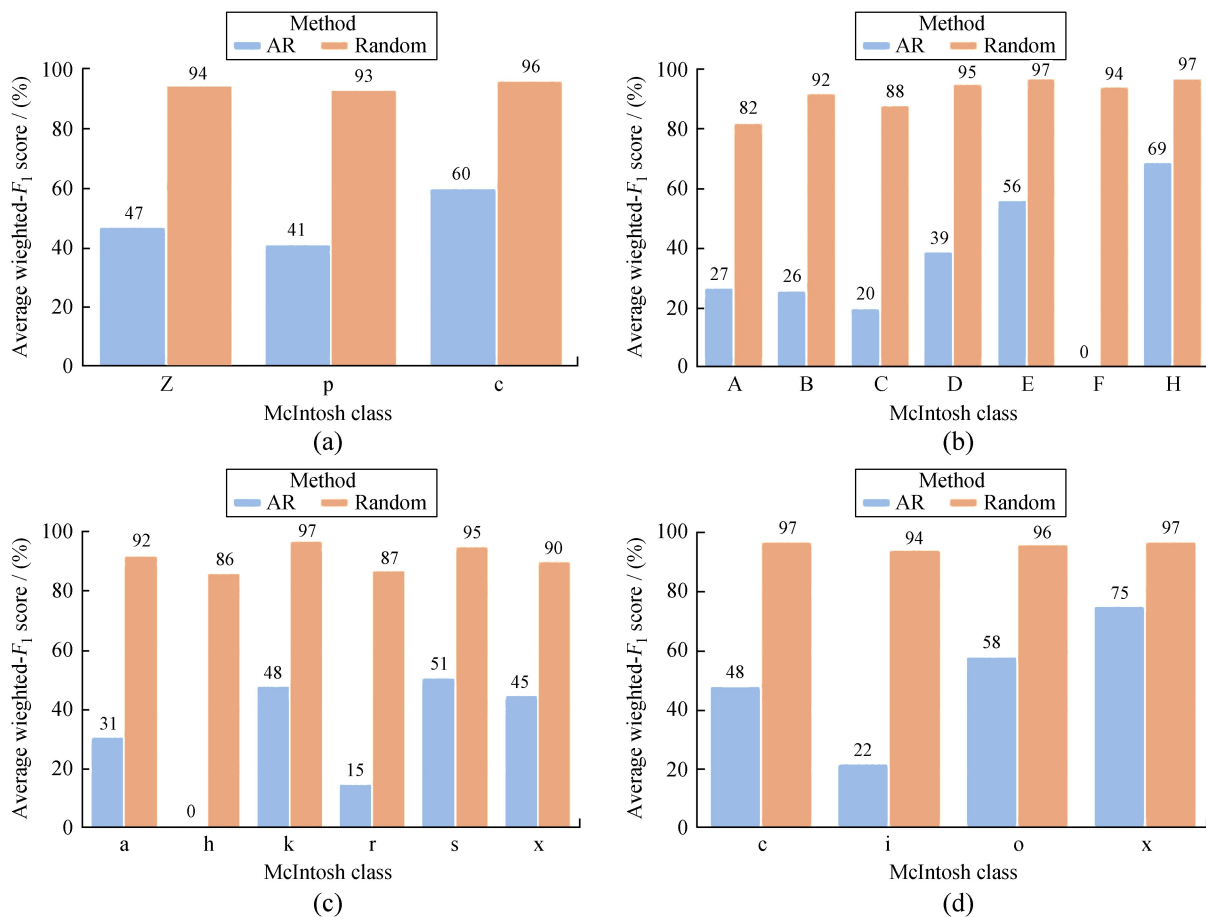 Method
AR Random
Average wieghted-F1 score / (%)
100
80
60
40
20
0
94
93
96
47
41
60
Z p c
McIntosh class
(a)
Method
AR Random
Average wieghted-F1 score / (%)
100
80
60
40
20
0
82
92
88
95
97
94
97
27
26
20
39
56
0
69
A B C D E F H
McIntosh class
(b)
Method
AR Random
Average wieghted-F1 score / (%)
100
80
60
40
20
0
92
86
97
87
95
90
31
0
48
15
51
45
a h k r s x
McIntosh class
(c)
Method
AR Random
Average wieghted-F1 score / (%)
100
80
60
40
20
0
97
94
96
97
48
22
58
75
c i o x
McIntosh class
(d)